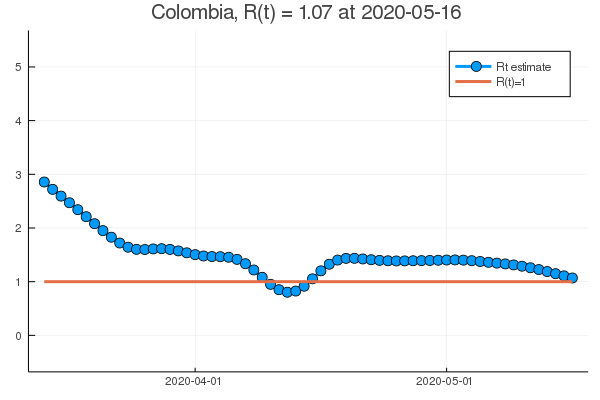 Colombia, R(t) = 1.07 at 2020-05-16
Rt estimate
R(t)=1
5
4
3
2
1
0
2020-04-01
2020-05-01